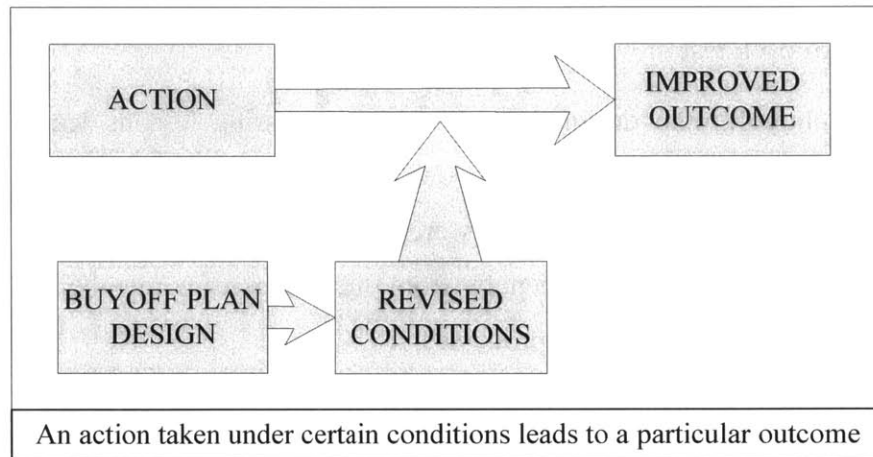 ACTION
IMPROVED
OUTCOME
BUYOFF PLAN
DESIGN
REVISED
CONDITIONS
An action taken under certain conditions leads to a particular outcome